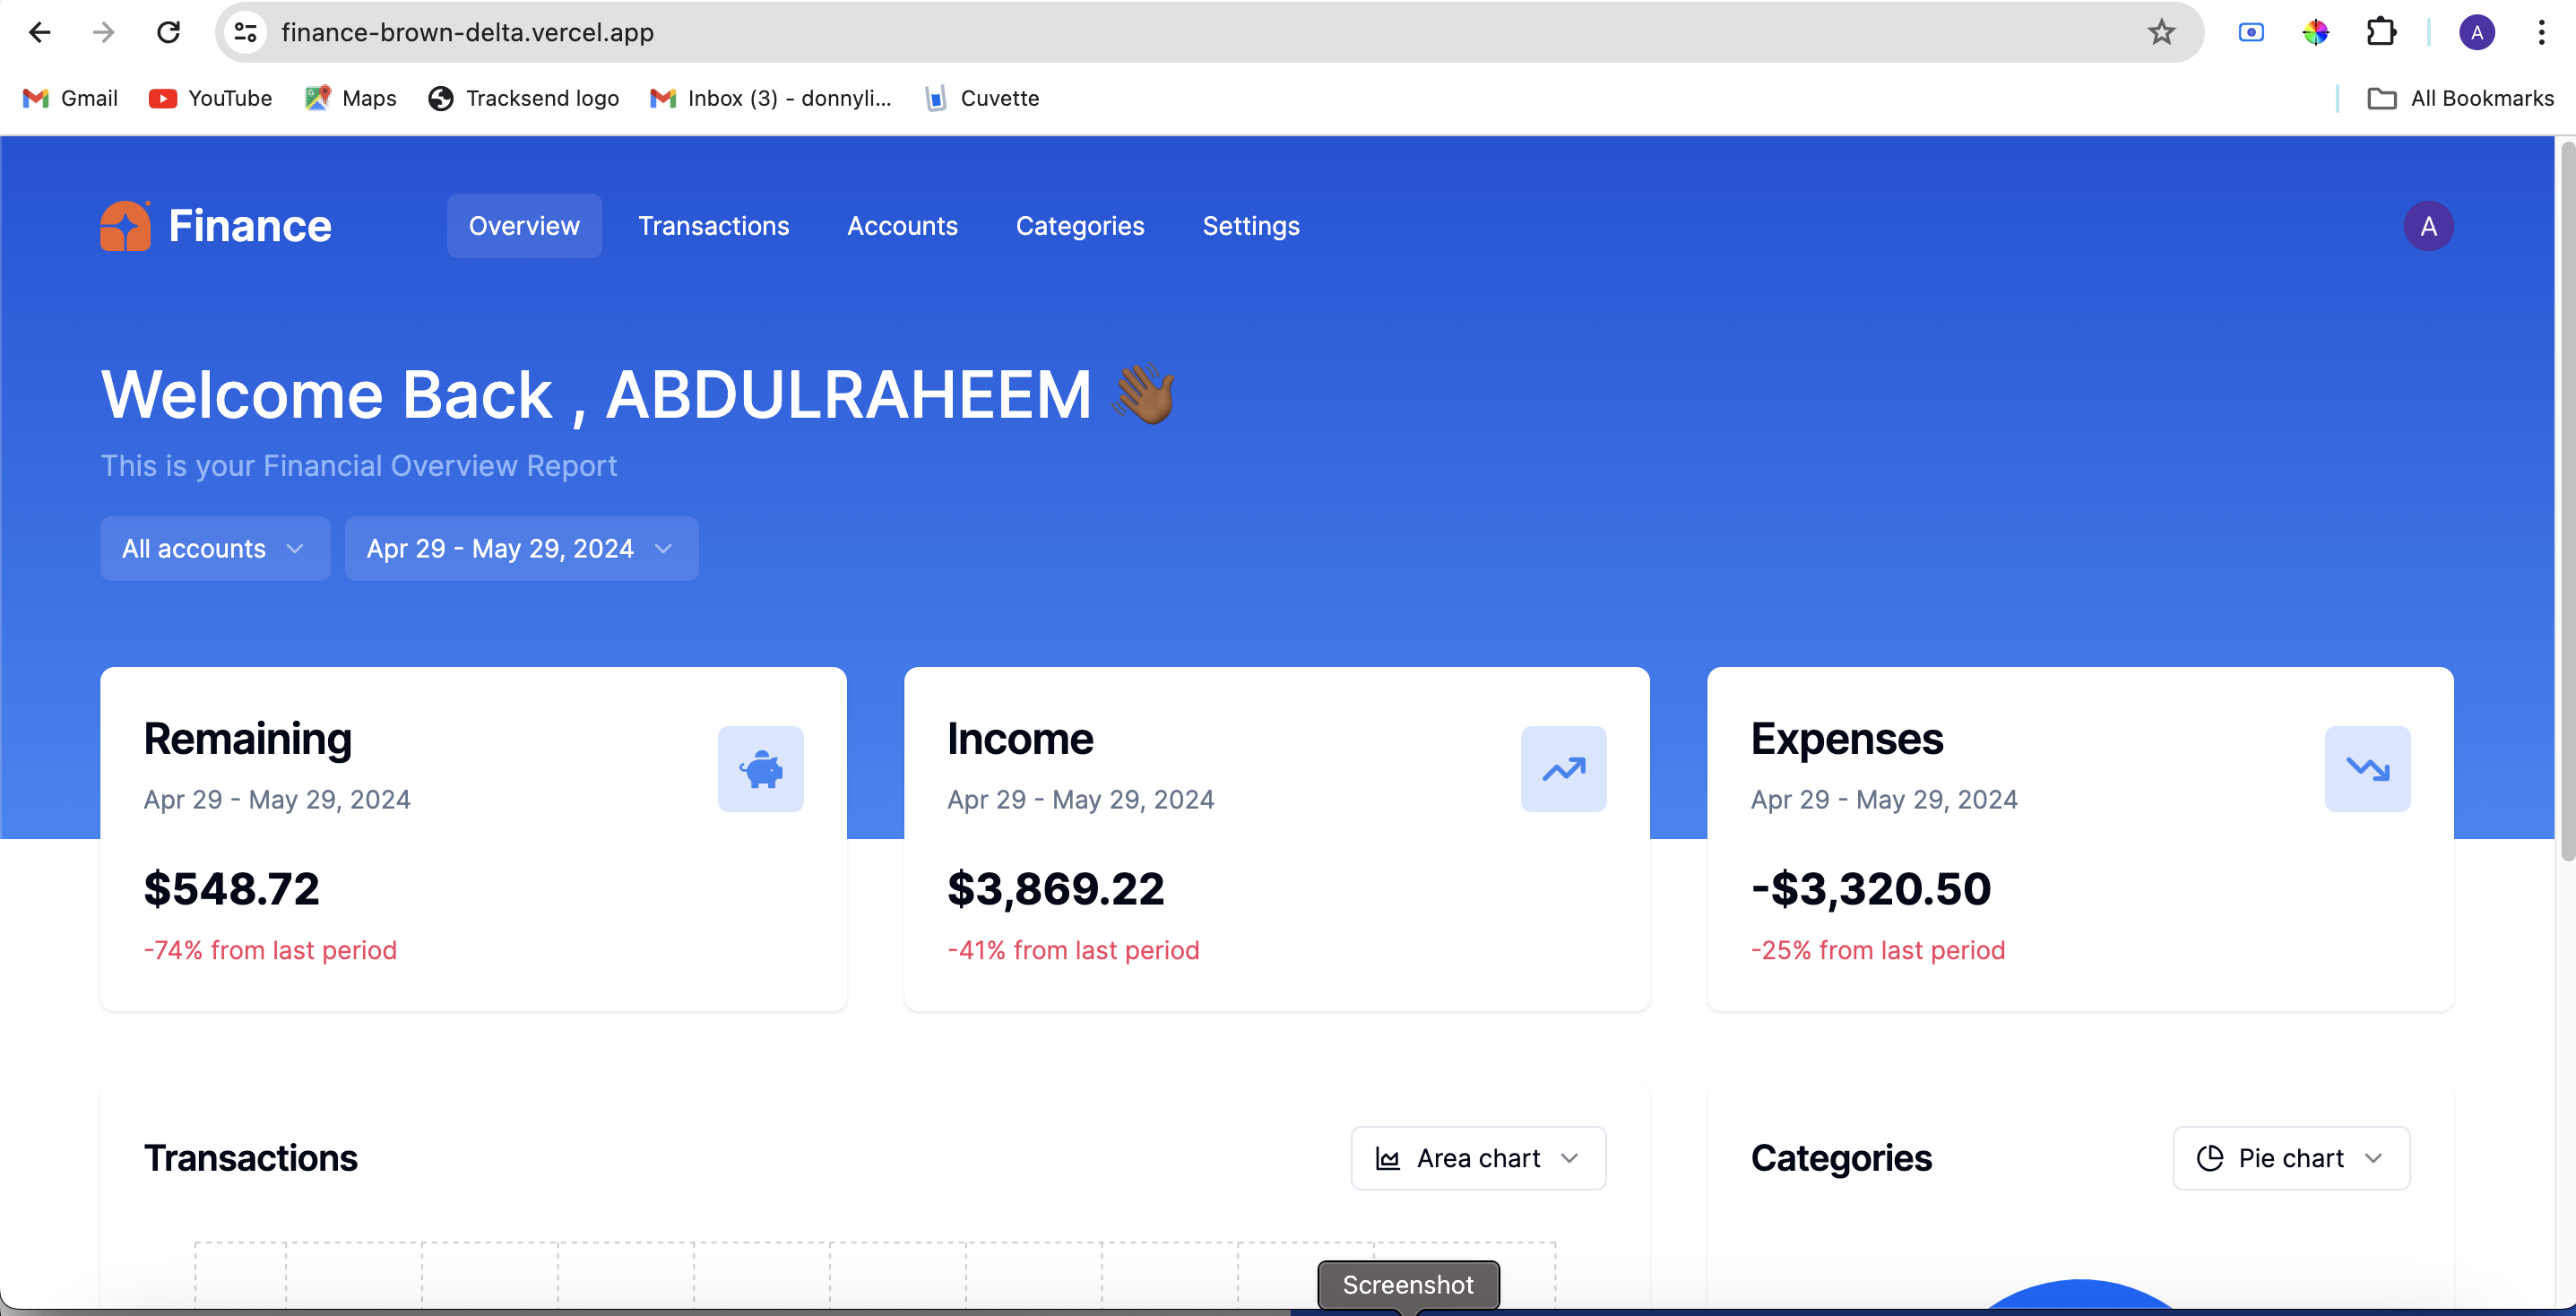 finance-brown-delta.vercel.app
A
Gmail YouTube Maps Tracksend logo Inbox (3) - donnyli... Cuvette All Bookmarks
Finance Overview Transactions Accounts Categories Settings A
Welcome Back , ABDULRAHEEM 👋🏾
This is your Financial Overview Report
All accounts Apr 29 - May 29, 2024
Remaining
Apr 29 - May 29, 2024
$548.72
-74% from last period
Income
Apr 29 - May 29, 2024
$3,869.22
-41% from last period
Expenses
Apr 29 - May 29, 2024
-$3,320.50
-25% from last period
Transactions
Area chart
Categories
Pie chart
Screenshot